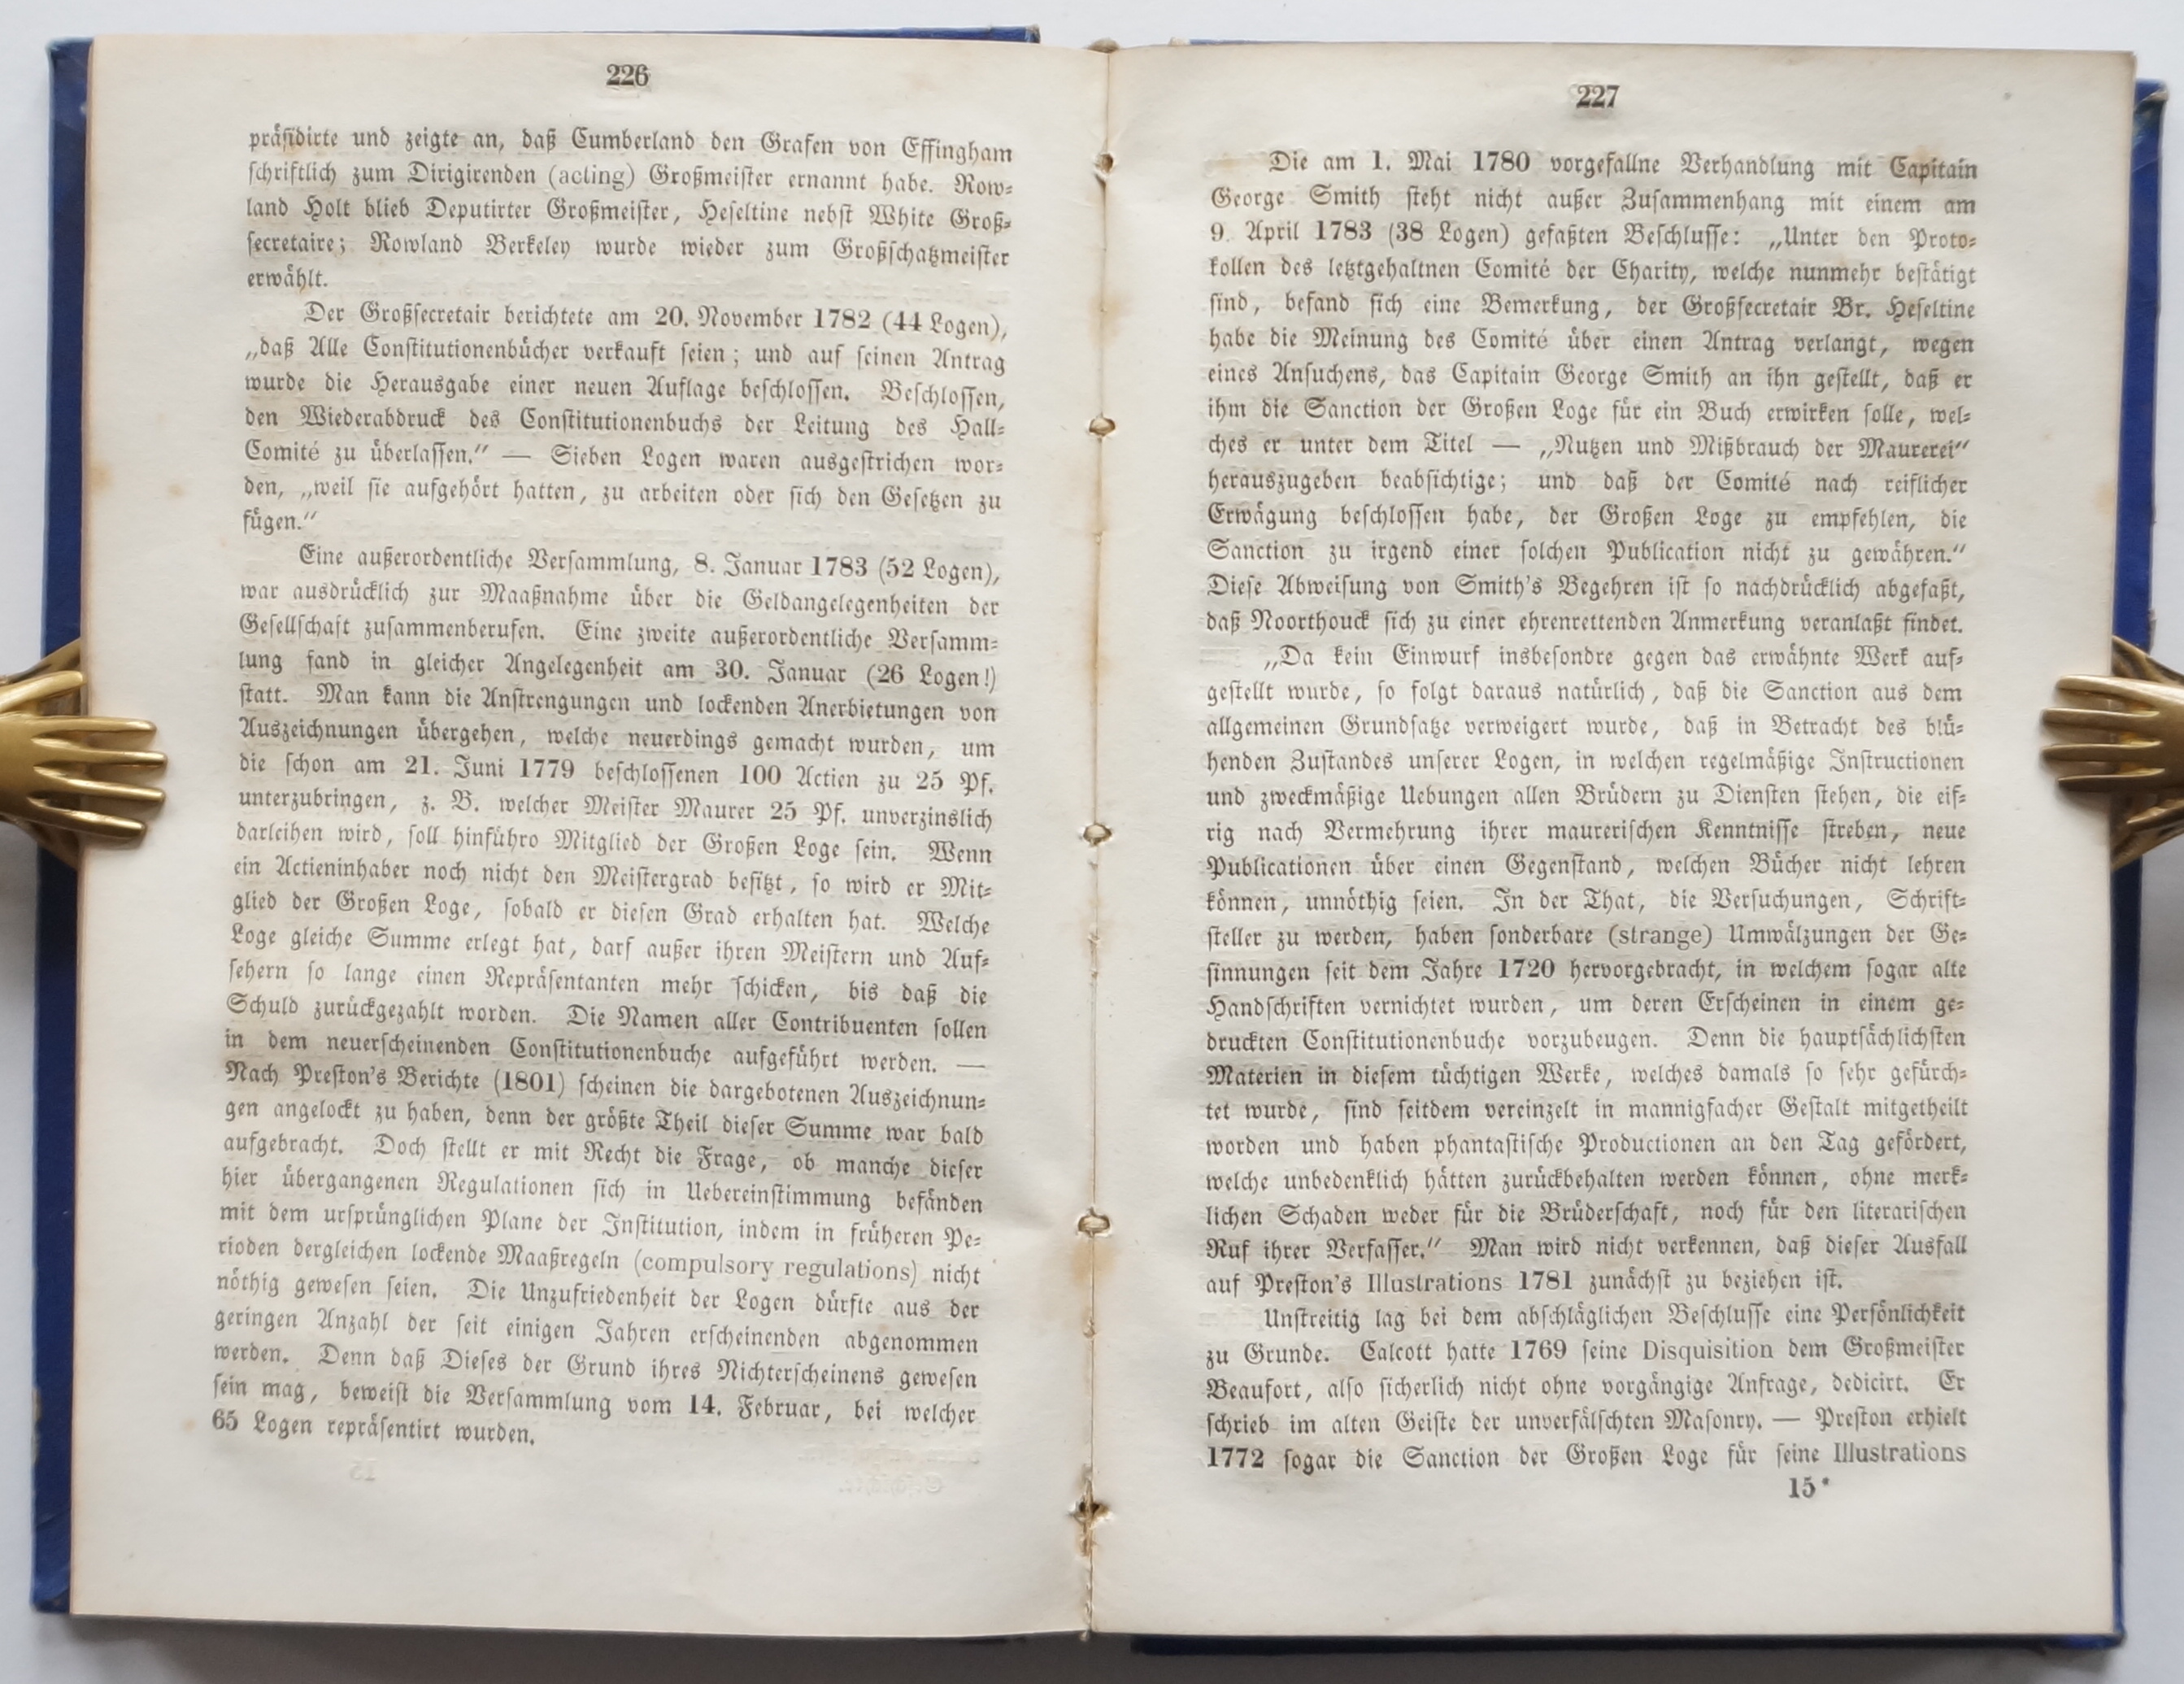 226
präsidirte und zeigte an, daß Cumberland den Grafen von Effingham
schriftlich zum Dirigirenden (acting) Großmeister ernannt habe. Row-
land Holt blieb Deputirter Großmeister, Heseltine nebst White Groß-
secretaire; Rowland Berkeley wurde wieder zum Großschatzmeister
erwählt.
Der Großsecretair berichtete am 20. November 1782 (44 Logen),
„daß Alle Constitutionenbücher verkauft seien; und auf seinen Antrag
wurde die Herausgabe einer neuen Auflage beschlossen. Beschlossen,
den Wiederabdruck des Constitutionenbuchs der Leitung des Hall-
Comité zu überlassen.“ — Sieben Logen waren ausgestrichen wor-
den, „weil sie aufgehört hatten, zu arbeiten oder sich den Gesetzen zu
fügen.“
Eine außerordentliche Versammlung, 8. Januar 1783 (52 Logen),
war ausdrücklich zur Maaßnahme über die Geldangelegenheiten der
Gesellschaft zusammenberufen. Eine zweite außerordentliche Versamm-
lung fand in gleicher Angelegenheit am 30. Januar (26 Logen!)
statt. Man kann die Anstrengungen und lockenden Anerbietungen von
Auszeichnungen übergehen, welche neuerdings gemacht wurden, um
die schon am 21. Juni 1779 beschlossenen 100 Actien zu 25 Pf.
unterzubringen, z. B. welcher Meister Maurer 25 Pf. unverzinslich
darleihen wird, soll hinführo Mitglied der Großen Loge sein. Wenn
ein Actieninhaber noch nicht den Meistergrad besitzt, so wird er Mit-
glied der Großen Loge, sobald er diesen Grad erhalten hat. Welche
Loge gleiche Summe erlegt hat, darf außer ihren Meistern und Auf-
sehern so lange einen Repräsentanten mehr schicken, bis daß die
Schuld zurückgezahlt worden. Die Namen aller Contribuenten sollen
in dem neuerscheinenden Constitutionenbuche aufgeführt werden. —
Nach Preston's Berichte (1801) scheinen die dargebotenen Auszeichnun-
gen angelockt zu haben, denn der größte Theil dieser Summe war bald
aufgebracht. Doch stellt er mit Recht die Frage, ob manche dieser
hier übergangenen Regulationen sich in Uebereinstimmung befänden
mit dem ursprünglichen Plane der Institution, indem in früheren Pe-
rioden dergleichen lockende Maaßregeln (compulsory regulations) nicht
nöthig gewesen seien. Die Unzufriedenheit der Logen dürfte aus der
geringen Anzahl der seit einigen Jahren erscheinenden abgenommen
werden. Denn daß Dieses der Grund ihres Nichterscheinens gewesen
sein mag, beweist die Versammlung vom 14. Februar, bei welcher
65 Logen repräsentirt wurden.
227
Die am 1. Mai 1780 vorgefallne Verhandlung mit Capitain
George Smith steht nicht außer Zusammenhang mit einem am
9. April 1783 (38 Logen) gefaßten Beschlusse: „Unter den Proto-
kollen des letztgehaltnen Comité der Charity, welche nunmehr bestätigt
sind, befand sich eine Bemerkung, der Großsecretair Br. Heseltine
habe die Meinung des Comité über einen Antrag verlangt, wegen
eines Ansuchens, das Capitain George Smith an ihn gestellt, daß er
ihm die Sanction der Großen Loge für ein Buch erwirken solle, wel-
ches er unter dem Titel — „Nutzen und Mißbrauch der Maurerei“
herauszugeben beabsichtige; und daß der Comité nach reiflicher
Erwägung beschlossen habe, der Großen Loge zu empfehlen, die
Sanction zu irgend einer solchen Publication nicht zu gewähren.“
Diese Abweisung von Smith's Begehren ist so nachdrücklich abgefaßt,
daß Noorthouck sich zu einer ehrenrettenden Anmerkung veranlaßt findet.
„Da kein Einwurf insbesondre gegen das erwähnte Werk auf-
gestellt wurde, so folgt daraus natürlich, daß die Sanction aus dem
allgemeinen Grundsatze verweigert wurde, daß in Betracht des blü-
henden Zustandes unserer Logen, in welchen regelmäßige Instructionen
und zweckmäßige Uebungen allen Brüdern zu Diensten stehen, die eif-
rig nach Vermehrung ihrer maurerischen Kenntnisse streben, neue
Publicationen über einen Gegenstand, welchen Bücher nicht lehren
können, unnöthig seien. In der That, die Versuchungen, Schrift-
steller zu werden, haben sonderbare (strange) Umwälzungen der Ge-
sinnungen seit dem Jahre 1720 hervorgebracht, in welchem sogar alte
Handschriften vernichtet wurden, um deren Erscheinen in einem ge-
druckten Constitutionenbuche vorzubeugen. Denn die hauptsächlichsten
Materien in diesem tüchtigen Werke, welches damals so sehr gefürch-
tet wurde, sind seitdem vereinzelt in mannigfacher Gestalt mitgetheilt
worden und haben phantastische Productionen an den Tag gefördert,
welche unbedenklich hätten zurückbehalten werden können, ohne merk-
lichen Schaden weder für die Brüderschaft, noch für den literarischen
Ruf ihrer Verfasser.“ Man wird nicht verkennen, daß dieser Ausfall
auf Preston's Illustrations 1781 zunächst zu beziehen ist.
Unstreitig lag bei dem abschläglichen Beschlusse eine Persönlichkeit
zu Grunde. Calcott hatte 1769 seine Disquisition dem Großmeister
Beaufort, also sicherlich nicht ohne vorgängige Anfrage, dedicirt. Er
schrieb im alten Geiste der unverfälschten Masonry. — Preston erhielt
1772 sogar die Sanction der Großen Loge für seine Illustrations
15*